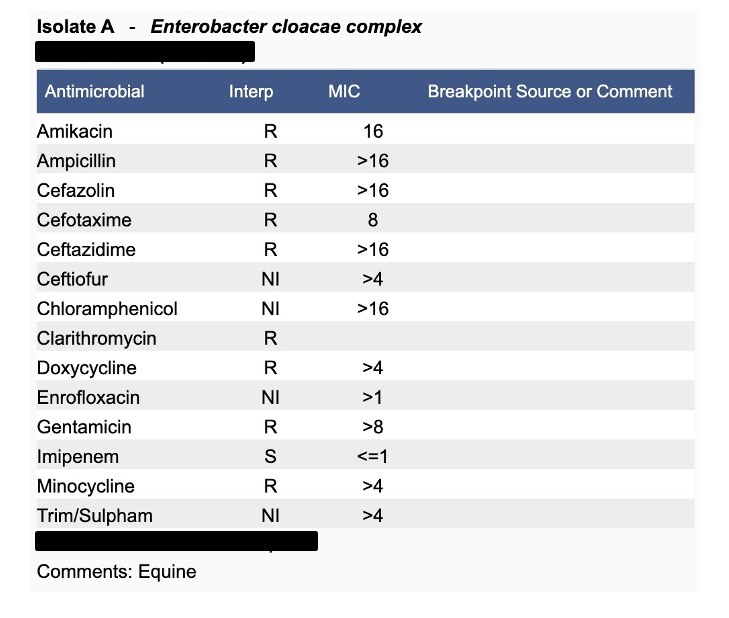 Isolate A - Enterobacter cloacae complex
Antimicrobial Interp MIC Breakpoint Source or Comment
Amikacin R 16
Ampicillin R >16
Cefazolin R >16
Cefotaxime R 8
Ceftazidime R >16
Ceftiofur NI >4
Chloramphenicol NI >16
Clarithromycin R
Doxycycline R >4
Enrofloxacin NI >1
Gentamicin R >8
Imipenem S <=1
Minocycline R >4
Trim/Sulpham NI >4
Comments: Equine